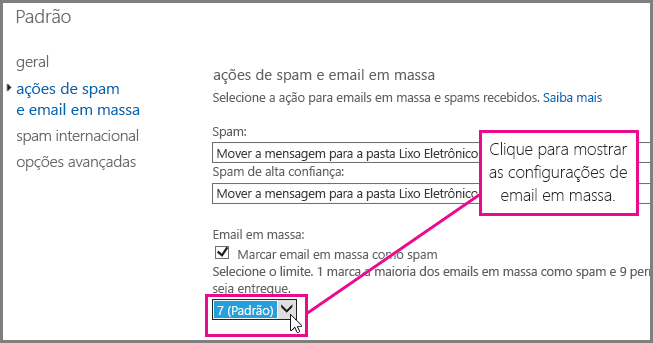 Padrão
geral
ações de spam
e email em massa
spam internacional
opções avançadas
ações de spam e email em massa
Selecione a ação para emails em massa e spams recebidos. Saiba mais
Spam:
Mover a mensagem para a pasta Lixo Eletrônico
Spam de alta confiança:
Mover a mensagem para a pasta Lixo Eletrônico
Clique para mostrar
as configurações de
email em massa.
Email em massa:
Marcar email em massa como spam
Selecione o limite. 1 marca a maioria dos emails em massa como spam e 9 perm
seja entregue.
7 (Padrão)